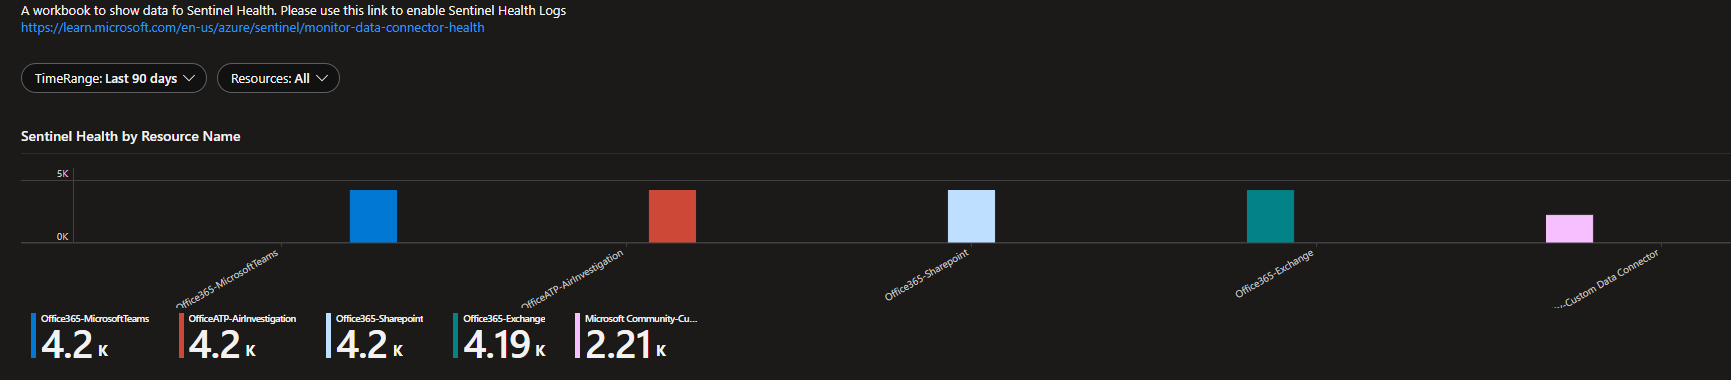 A workbook to show data fo Sentinel Health. Please use this link to enable Sentinel Health Logs
https://learn.microsoft.com/en-us/azure/sentinel/monitor-data-connector-health
TimeRange: Last 90 days
Resources: All
Sentinel Health by Resource Name
5K
0K
Office365-MicrosoftTeams
OfficeATP-AirInvestigation
Office365-Sharepoint
Office365-Exchange
y-Custom Data Connector
Office365-MicrosoftTeams
4.2 K
OfficeATP-AirInvestigation
4.2 K
Office365-Sharepoint
4.2 K
Office365-Exchange
4.19 K
Microsoft Community-Cu...
2.21 K